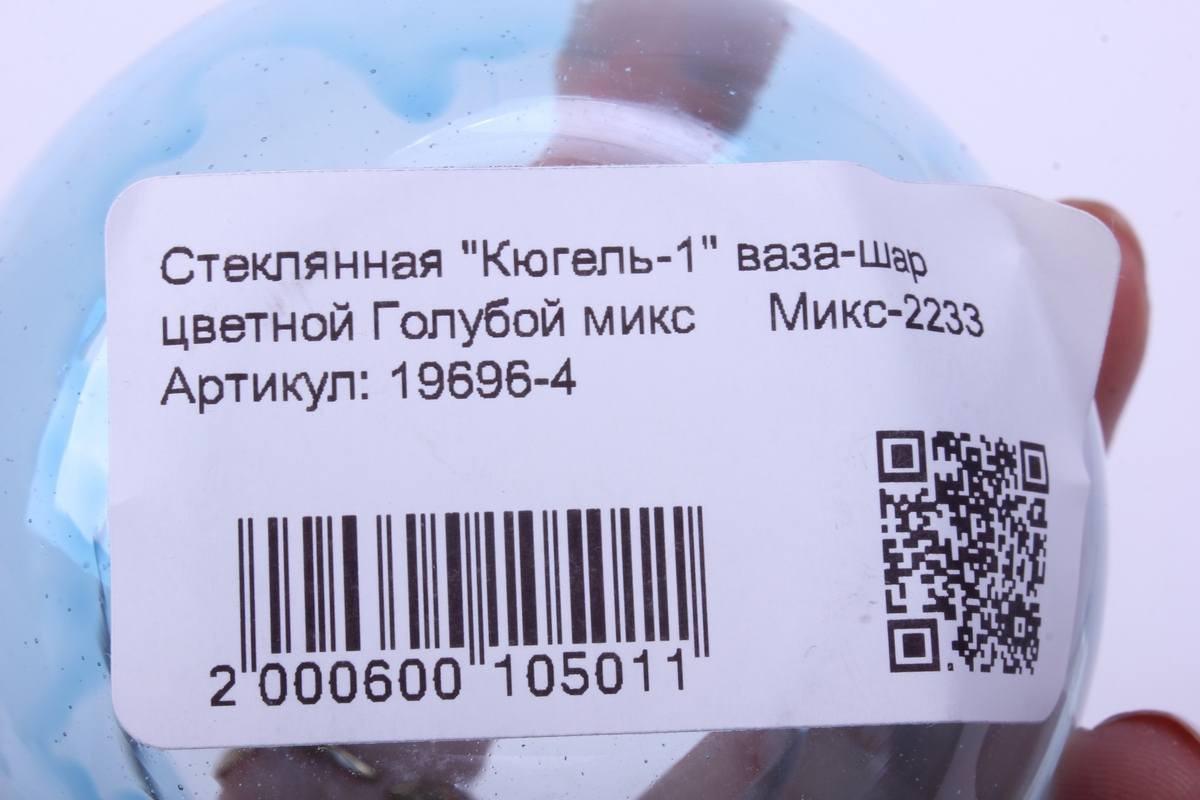 Стеклянная "Кюгель-1" ваза-шар
цветной Голубой микс Микс-2233
Артикул: 19696-4
2 000600 105011